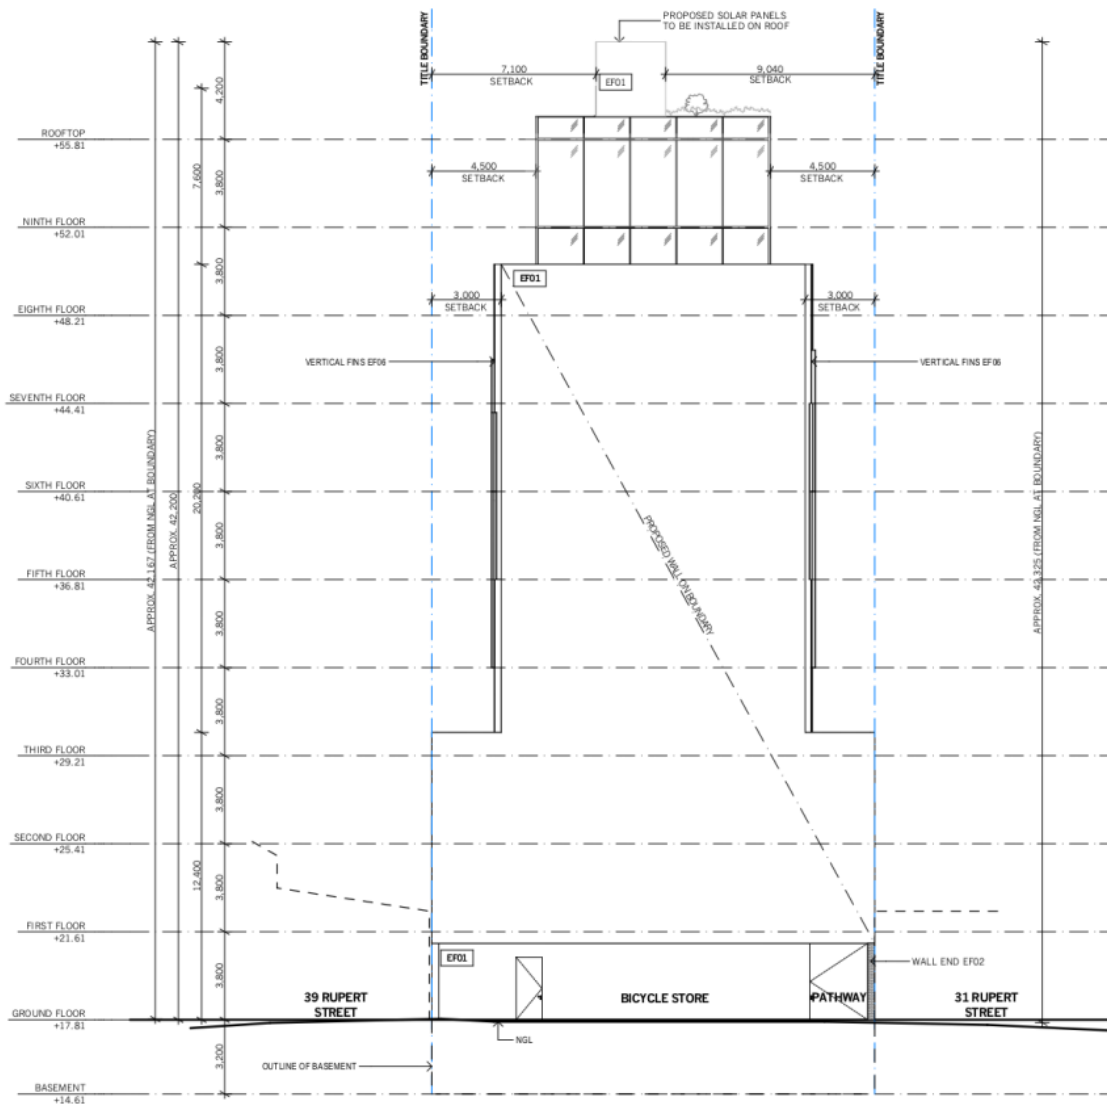 PROPOSED SOLAR PANELS
TO BE INSTALLED ON ROOF
TITLE BOUNDARY
TITLE BOUNDARY
7,100
SETBACK
9,040
SETBACK
EF01
4,200
ROOFTOP
+55.81
4,500
SETBACK
4,500
SETBACK
7,600
3,800
NINTH FLOOR
+52.01
3,800
EF01
3,000
SETBACK
3,000
SETBACK
EIGHTH FLOOR
+48.21
VERTICAL FINS EF06
VERTICAL FINS EF06
3,800
SEVENTH FLOOR
+44.41
3,800
SIXTH FLOOR
+40.61
20,200
APPROX. 42,167 (FROM NGL AT BOUNDARY)
APPROX. 42,200
APPROX. 42,325 (FROM NGL AT BOUNDARY)
3,800
PROPOSED WALL ON BOUNDARY
FIFTH FLOOR
+36.81
3,800
FOURTH FLOOR
+33.01
3,800
THIRD FLOOR
+29.21
3,800
SECOND FLOOR
+25.41
12,400
3,800
FIRST FLOOR
+21.61
EF01
WALL END EF02
3,800
39 RUPERT
STREET
BICYCLE STORE
PATHWAY
31 RUPERT
STREET
GROUND FLOOR
+17.81
NGL
3,200
OUTLINE OF BASEMENT
BASEMENT
+14.61